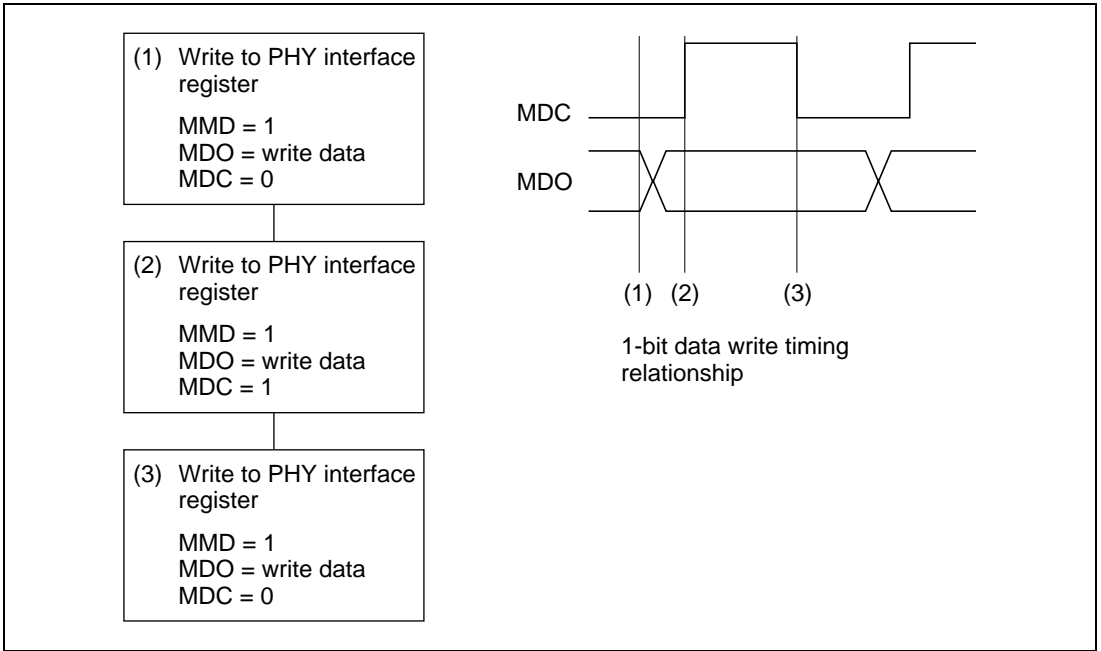 (1) Write to PHY interface
register
MMD = 1
MDO = write data
MDC = 0
(2) Write to PHY interface
register
MMD = 1
MDO = write data
MDC = 1
(3) Write to PHY interface
register
MMD = 1
MDO = write data
MDC = 0
MDC
MDO
(1) (2) (3)
1-bit data write timing
relationship